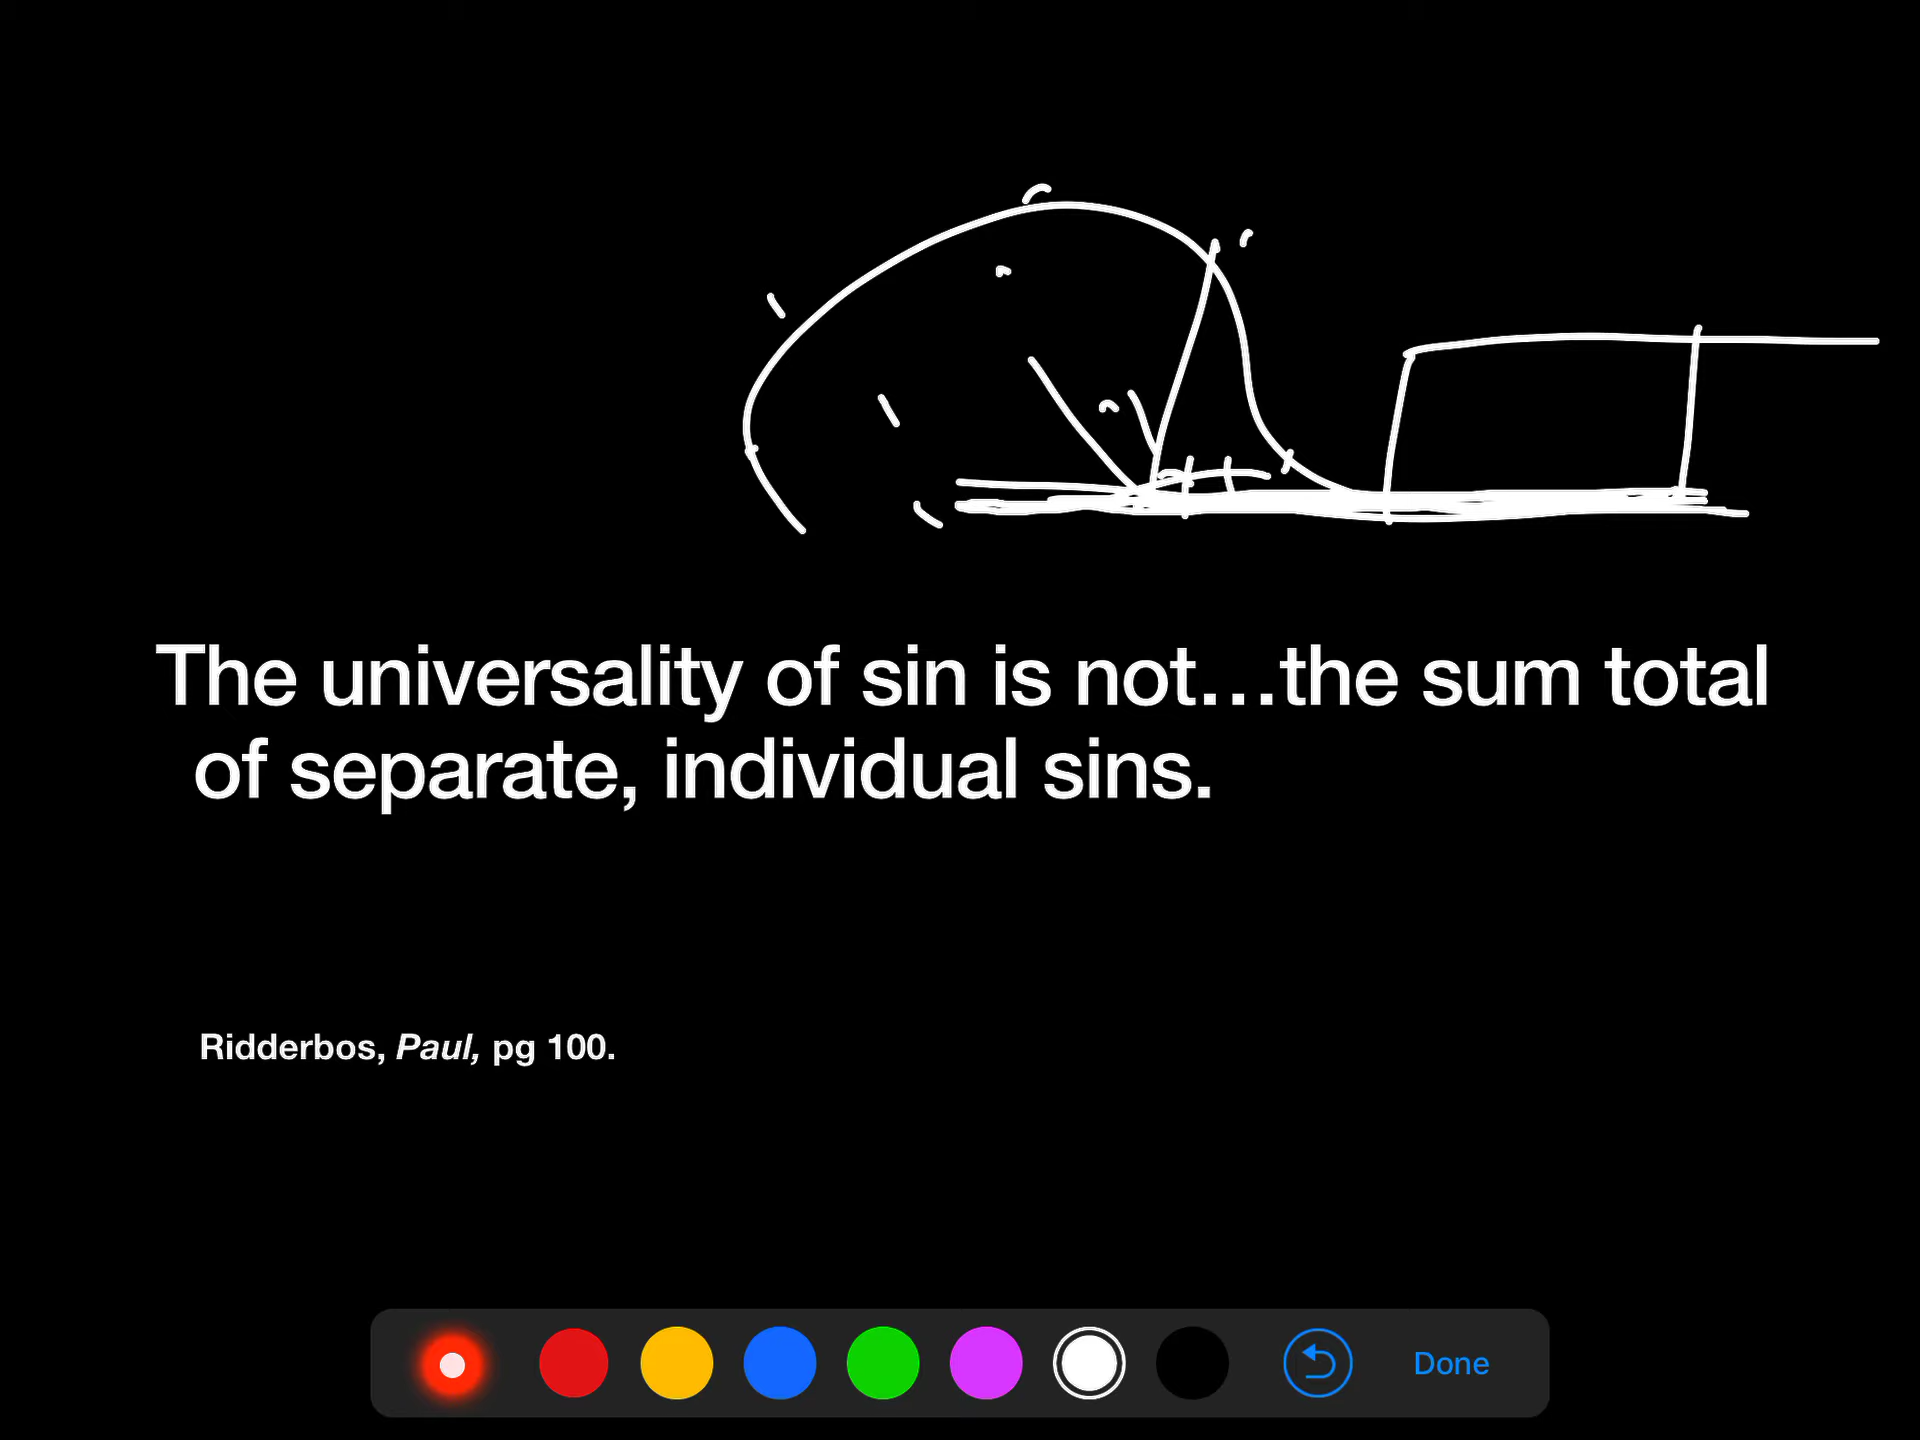 The universality of sin is not…the sum total
of separate, individual sins.
Ridderbos, Paul, pg 100.
Done